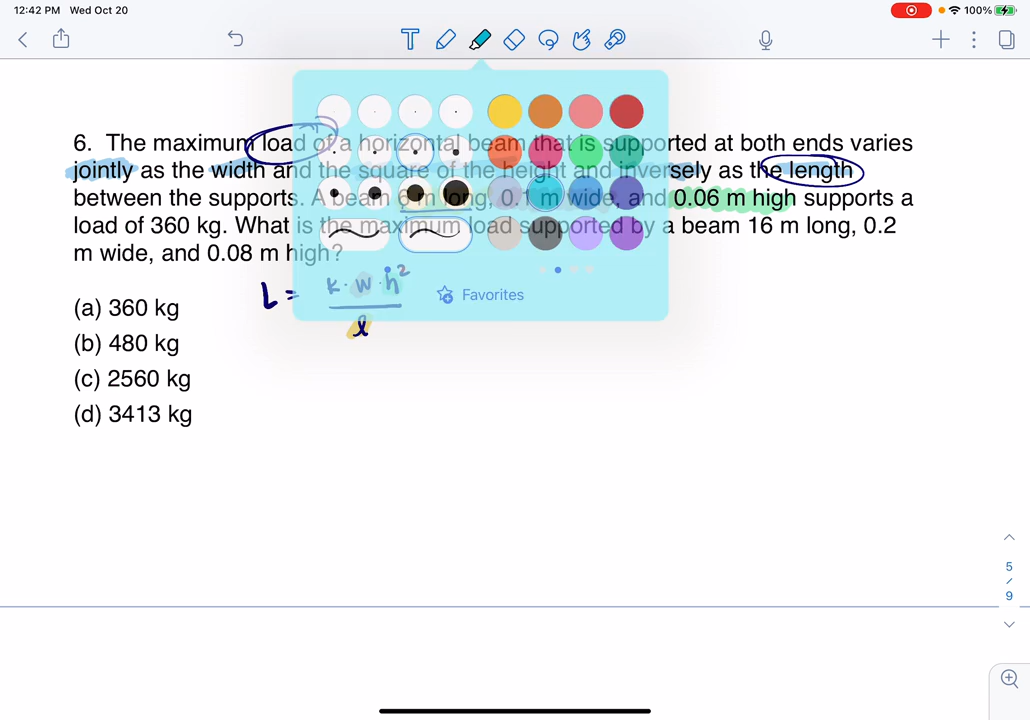 12:42 PM Wed Oct 20
100%
T
6. The maximum load of a horizontal beam that is supported at both ends varies
jointly as the width and the square of the height and inversely as the length
between the supports. A beam 6 m long, 0.1 m wide, and 0.06 m high supports a
load of 360 kg. What is the maximum load supported by a beam 16 m long, 0.2
m wide, and 0.08 m high?
L = k · w · h²
l
Favorites
(a) 360 kg
(b) 480 kg
(c) 2560 kg
(d) 3413 kg
5
/
9